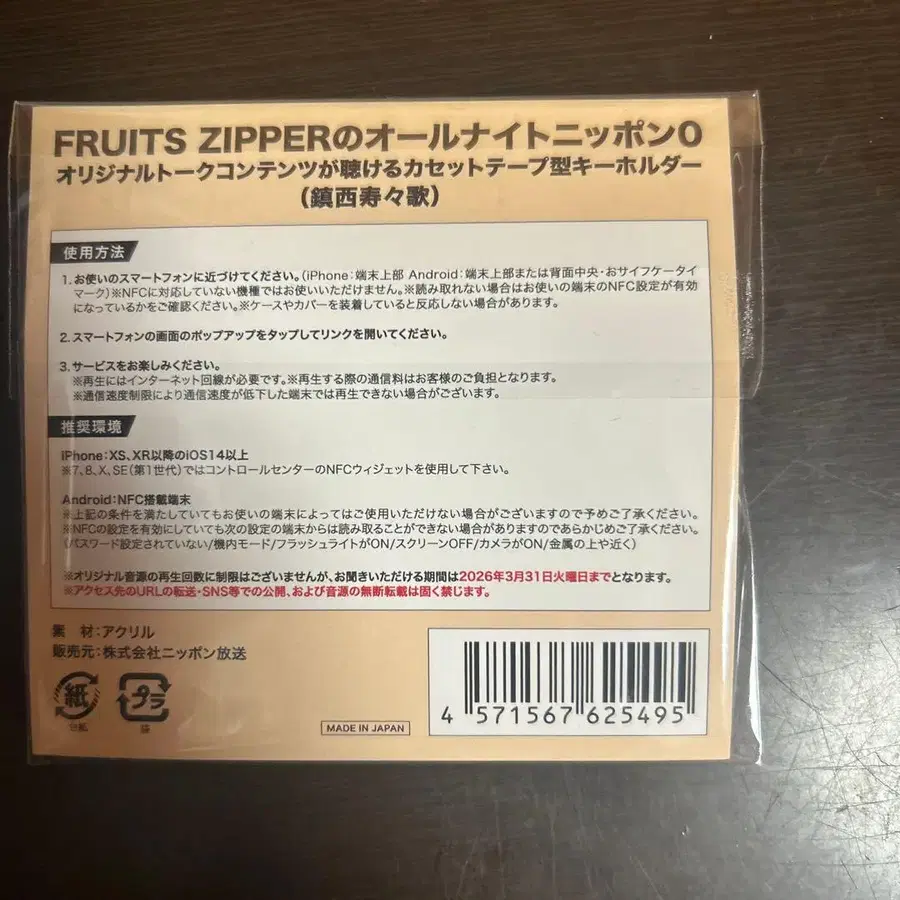 FRUITS ZIPPERのオールナイトニッポン0
オリジナルトークコンテンツが聴けるカセットテープ型キーホルダー
（鎮西寿々歌）
使用方法
1. お使いのスマートフォンに近づけてください。（iPhone：端末上部 Android：端末上部または背面中央・おサイフケータイ
マーク）※NFCに対応していない機種ではお使いいただけません。※読み取れない場合はお使いの端末のNFC設定が有効
になっているかをご確認ください。※ケースやカバーを装着していると反応しない場合があります。
2. スマートフォンの画面のポップアップをタップしてリンクを開いてください。
3. サービスをお楽しみください。
※再生にはインターネット回線が必要です。※再生する際の通信料はお客様のご負担となります。
※通信速度制限により通信速度が低下した端末では再生できない場合がございます。
推奨環境
iPhone：XS、XR以降のiOS14以上
※7、8、X、SE（第1世代）ではコントロールセンターのNFCウィジェットを使用して下さい。
Android：NFC搭載端末
※上記の条件を満たしていてもお使いの端末によってはご使用いただけない場合がございますので予めご了承ください。
※NFCの設定を有効にしていても次の設定の端末からは読み取ることができない場合がありますのであらかじめご了承ください。
（パスワード設定されていない/機内モード/フラッシュライトがON/スクリーンOFF/カメラがON/金属の上や近く）
※オリジナル音源の再生回数に制限はございませんが、お聞きいただける期間は2026年3月31日火曜日までとなります。
※アクセス先のURLの転送・SNS等での公開、および音源の無断転載は固く禁じます。
素　材：アクリル
販売元：株式会社ニッポン放送
紙 プラ
台紙 袋
MADE IN JAPAN
4 571567 625495